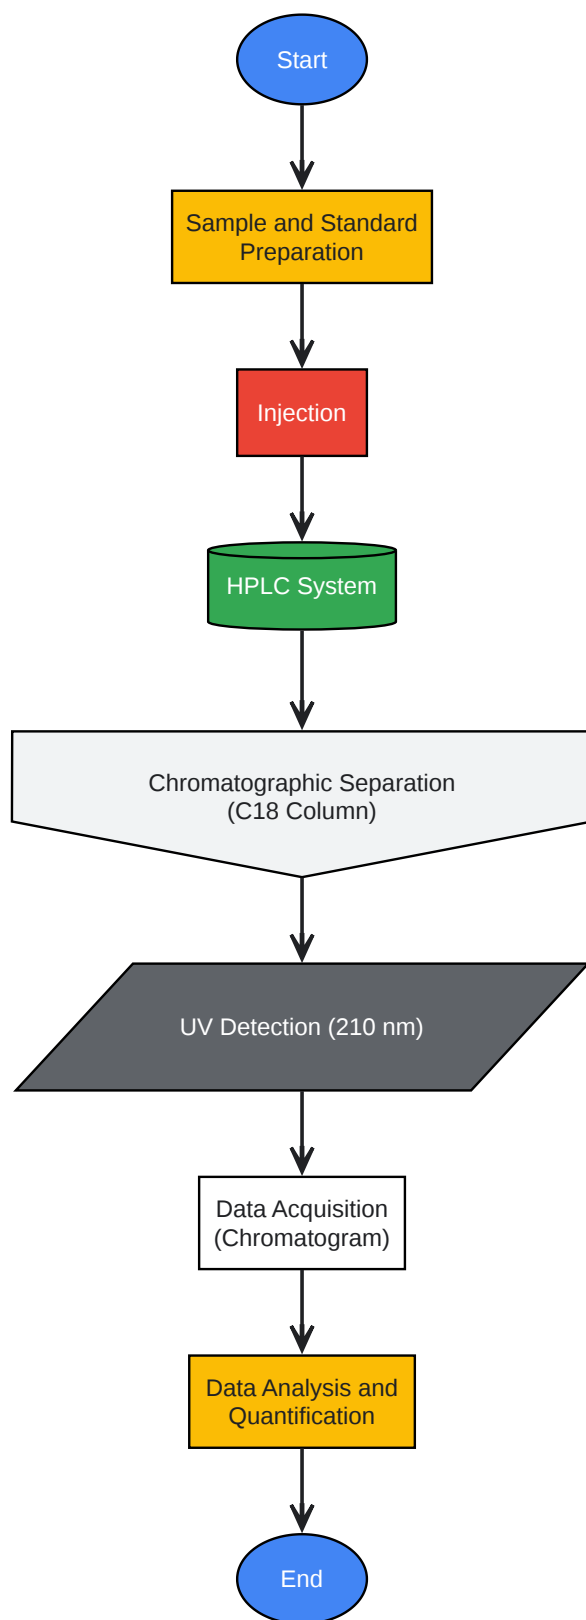 Start
Sample and Standard
Preparation
Injection
HPLC System
Chromatographic Separation
(C18 Column)
UV Detection (210 nm)
Data Acquisition
(Chromatogram)
Data Analysis and
Quantification
End